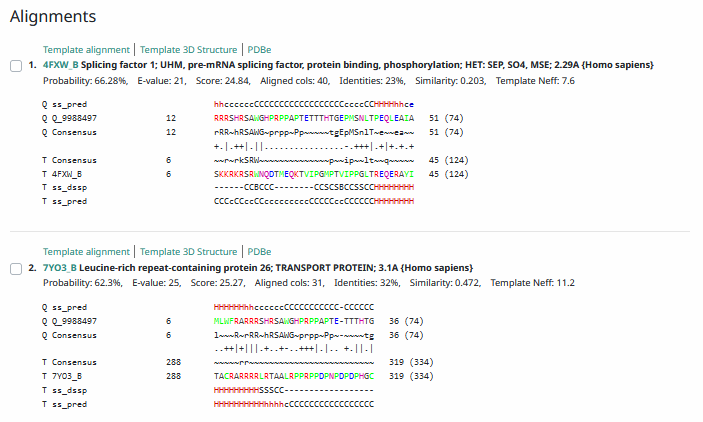 Alignments
Template alignment | Template 3D Structure | PDBe
1. 4FXW_B Splicing factor 1; UHM, pre-mRNA splicing factor, protein binding, phosphorylation; HET: SEP, SO4, MSE; 2.29A {Homo sapiens}
Probability: 66.28%, E-value: 21, Score: 24.84, Aligned cols: 40, Identities: 23%, Similarity: 0.203, Template Neff: 7.6
Q ss_pred hhccccccCCCCCCCCCCCCCCCCCCCccccCCHHHHHhhce
Q Q_9988497 12 RRRSHRSAWGHPRPPAPTETTTHTGEPMSNLTPEQLEAIA 51 (74)
Q Consensus 12 rRR~hRSAWG~prpp~Pp~~~~~tgEpMSnlT~e~~ea~~ 51 (74)
+.|.++|.||................-.+++|.+|+.+.+
T Consensus 6 ~~r~rkSRW~~~~~~~~~~~~~~~p~~ip~~lt~~q~~~~~ 45 (124)
T 4FXW_B 6 SKKRKRSRWNQDTMEQKTVIPGMPTVIPPGLTREQERAYI 45 (124)
T ss_dssp ------CCBCCC--------CCSCSBCCSSCCHHHHHHHH
T ss_pred CCCcCCccCCCccccccccccCCCCCccCCCCCCHHHHHHHH
Template alignment | Template 3D Structure | PDBe
2. 7YO3_B Leucine-rich repeat-containing protein 26; TRANSPORT PROTEIN; 3.1A {Homo sapiens}
Probability: 62.3%, E-value: 25, Score: 25.27, Aligned cols: 31, Identities: 32%, Similarity: 0.472, Template Neff: 11.2
Q ss_pred HHHHHHhhccccccCCCCCCCCCCC-CCCCCC
Q Q_9988497 6 MLWPRARRRSHRSAWGHPRPPAPTE-TTTHTG 36 (74)
Q Consensus 6 l~~~R~rRR~hRSAWG~prpp~Pp~-~~~~tg 36 (74)
..++|+|||.+..+-..+++|.|.. +.||.|
T Consensus 288 ~~~~~rr~~~~~~~~~~~~~~~~~~~~~~~~~ 319 (334)
T 7YO3_B 288 TACRARRRRLRTAALRPPRPPDPNPDPDPHGC 319 (334)
T ss_dssp HHHHHHHHHSSSCC------------------
T ss_pred HHHHHHHHHHhhhhcCCCCCCCCCCCCCCCCC